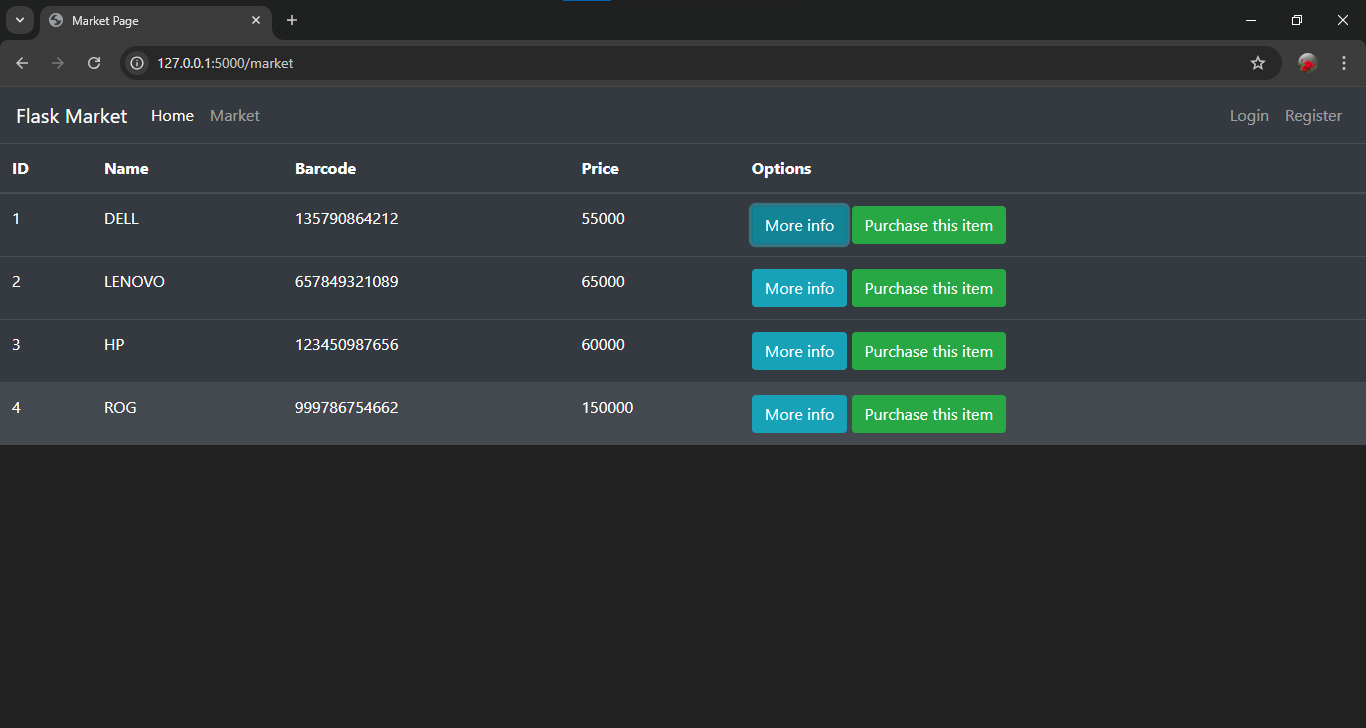 Market Page
127.0.0.1:5000/market
Flask Market Home Market Login Register
ID Name Barcode Price Options
1 DELL 135790864212 55000 More info Purchase this item
2 LENOVO 657849321089 65000 More info Purchase this item
3 HP 123450987656 60000 More info Purchase this item
4 ROG 999786754662 150000 More info Purchase this item